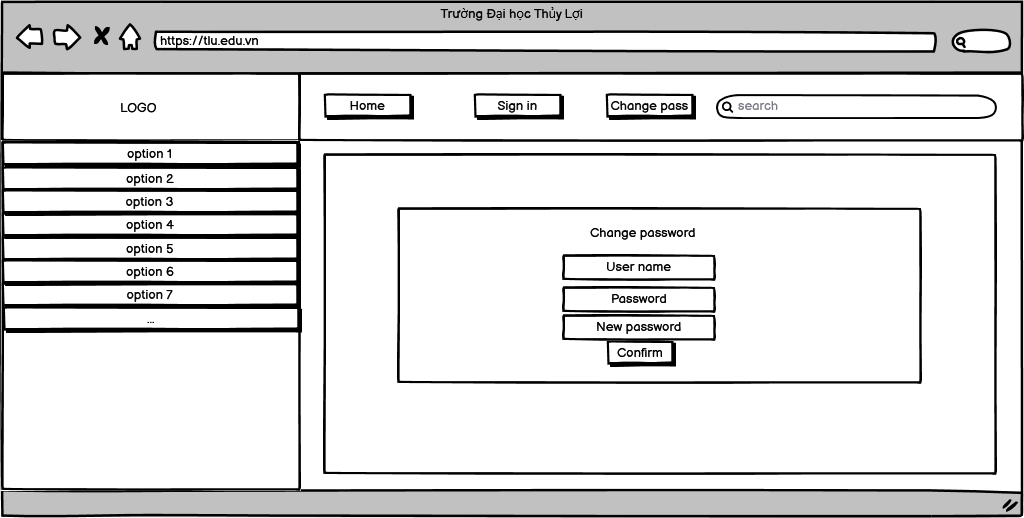 Trường Đại học Thủy Lợi
https://tlu.edu.vn
LOGO
Home
Sign in
Change pass
search
option 1
option 2
option 3
option 4
option 5
option 6
option 7
...
Change password
User name
Password
New password
Confirm